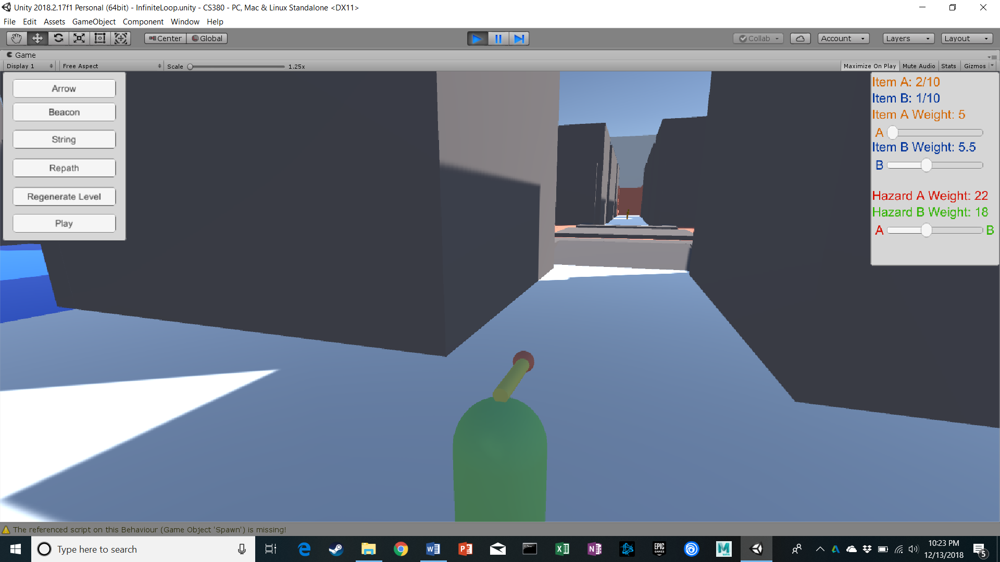 Unity 2018.2.17f1 Personal (64bit) - InfiniteLoop.unity - CS380 - PC, Mac & Linux Standalone <DX11>
File Edit Assets GameObject Component Window Help
Center Global Collab Account Layers Layout
Game
Display 1 Free Aspect Scale 1.25x Maximize On Play Mute Audio Stats Gizmos
Arrow
Beacon
String
Repath
Regenerate Level
Play
Item A: 2/10
Item B: 1/10
Item A Weight: 5
A
Item B Weight: 5.5
B
Hazard A Weight: 22
Hazard B Weight: 18
A B
The referenced script on this Behaviour (Game Object 'Spawn') is missing!
Type here to search
EPIC
GAMES
MAYA
10:23 PM
12/13/2018
5